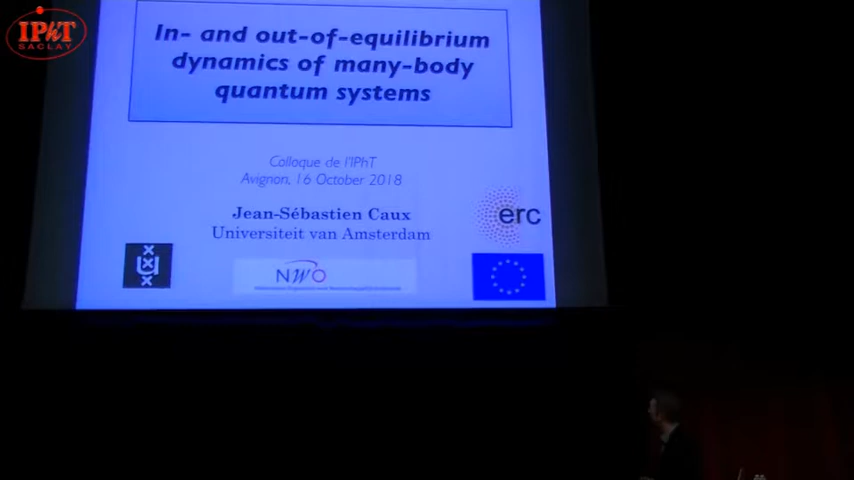 IPhT
SACLAY
In- and out-of-equilibrium
dynamics of many-body
quantum systems
Colloque de l'IPhT
Avignon, 16 October 2018
Jean-Sébastien Caux
Universiteit van Amsterdam
erc
NWO